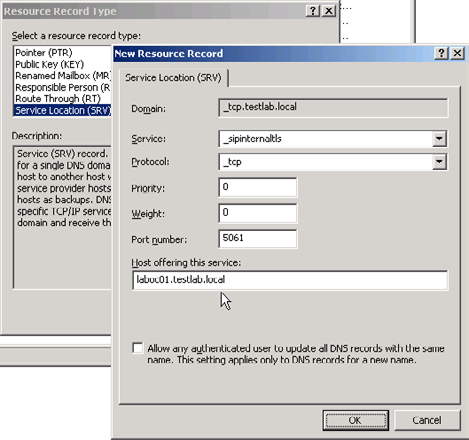 Resource Record Type
Select a resource record type:
Pointer (PTR)
Public Key (KEY)
Renamed Mailbox (MR)
Responsible Person (R
Route Through (RT)
Service Location (SRV)
Description:
Service (SRV) record.
for a single DNS doma
host to another host w
service provider hosts
hosts as backups. DNS
specific TCP/IP service
domain and receive th
New Resource Record
Service Location (SRV)
Domain: _tcp.testlab.local
Service: _sipinternaltls
Protocol: _tcp
Priority: 0
Weight: 0
Port number: 5061
Host offering this service:
laboc01.testlab.local
Allow any authenticated user to update all DNS records with the same
name. This setting applies only to DNS records for a new name.
OK Cancel